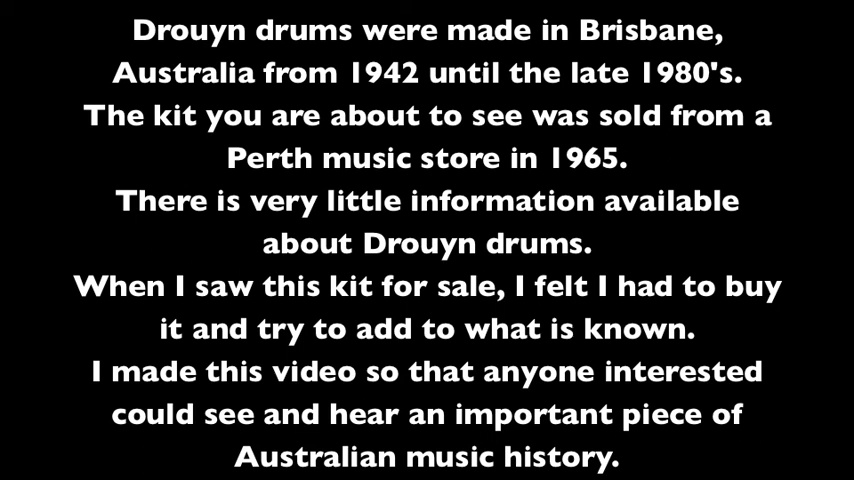 Drouyn drums were made in Brisbane,
Australia from 1942 until the late 1980's.
The kit you are about to see was sold from a
Perth music store in 1965.
There is very little information available
about Drouyn drums.
When I saw this kit for sale, I felt I had to buy
it and try to add to what is known.
I made this video so that anyone interested
could see and hear an important piece of
Australian music history.